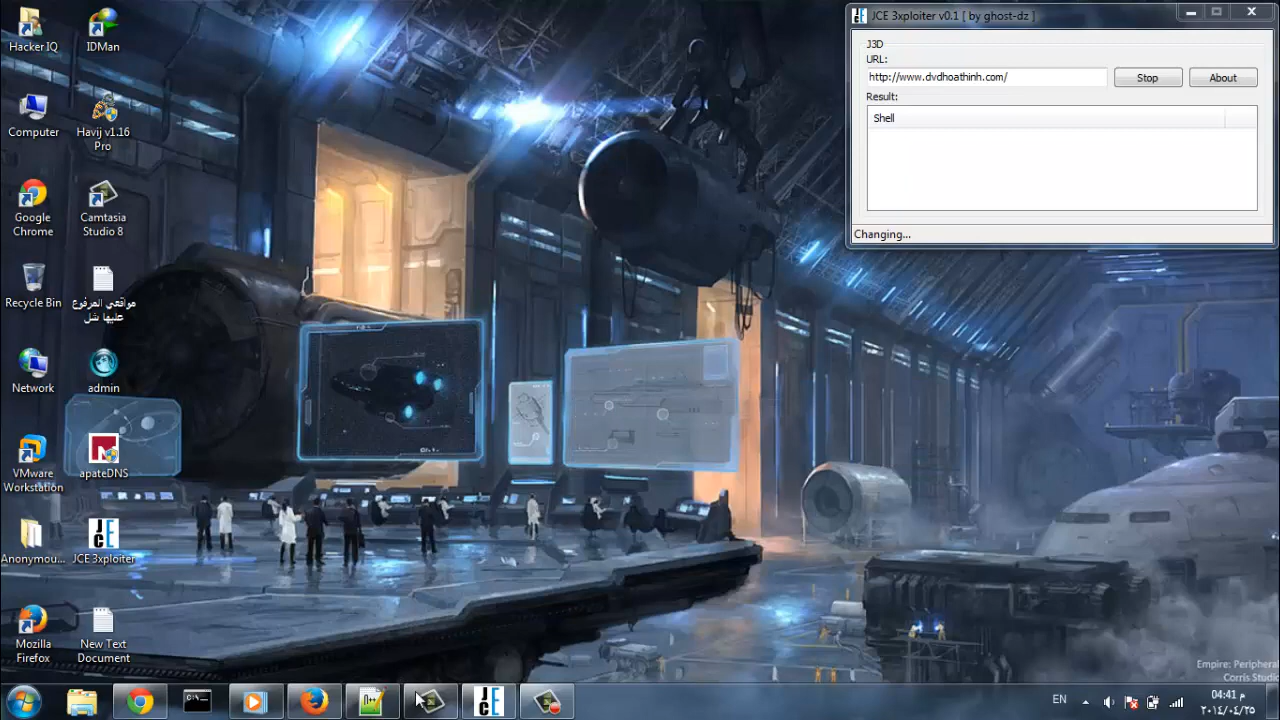 Hacker IQ
IDMan
Computer
Havij v1.16
Pro
Google
Chrome
Camtasia
Studio 8
Recycle Bin
مواقعي المرفوع
عليها شل
Network
admin
VMware
Workstation
apateDNS
Anonymou...
JCE 3xploiter
Mozilla
Firefox
New Text
Document
JCE 3xploiter v0.1 [ by ghost-dz ]
J3D
URL:
http://www.dvdhoathinh.com/
Stop
About
Result:
Shell
Changing...
Empire: Peripheral
Corris Studio
EN
04:41 م
٢٠١٤/٠٤/٢٥